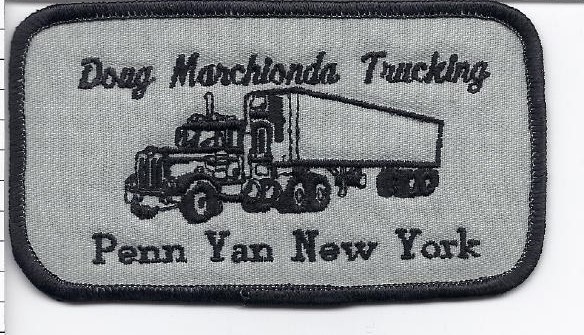 Doug Marchionda Trucking
Penn Yan New York